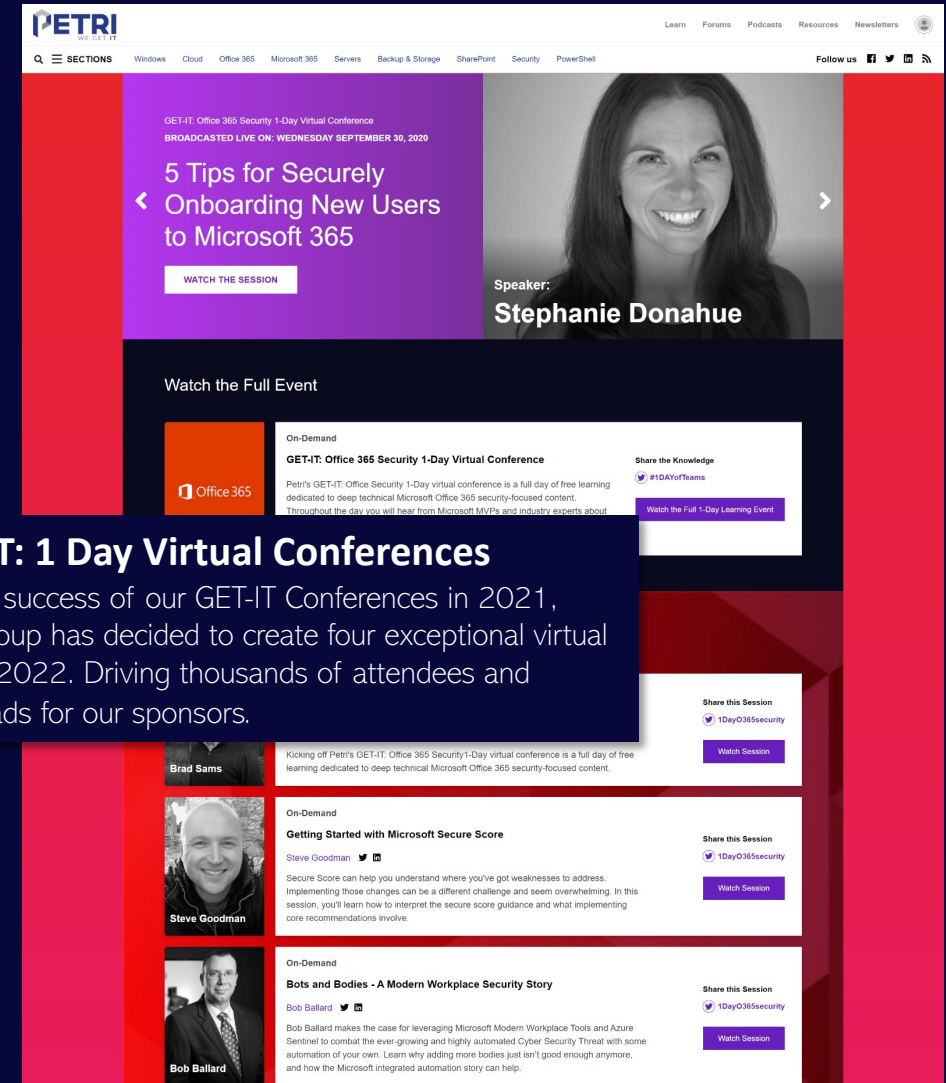 PETRI
WE GET IT
Learn Forums Podcasts Resources Newsletters
SECTIONS Windows Cloud Office 365 Microsoft 365 Servers Backup & Storage SharePoint Security PowerShell Follow us
GET-IT: Office 365 Security 1-Day Virtual Conference
BROADCASTED LIVE ON: WEDNESDAY SEPTEMBER 30, 2020
5 Tips for Securely
Onboarding New Users
to Microsoft 365
WATCH THE SESSION
Speaker:
Stephanie Donahue
Watch the Full Event
Office 365
On-Demand
GET-IT: Office 365 Security 1-Day Virtual Conference
Petri's GET-IT: Office Security 1-Day virtual conference is a full day of free learning
dedicated to deep technical Microsoft Office 365 security-focused content.
Throughout the day you will hear from Microsoft MVPs and industry experts about
Share the Knowledge
#1DAYofTeams
Watch the Full 1-Day Learning Event
T: 1 Day Virtual Conferences
success of our GET-IT Conferences in 2021,
oup has decided to create four exceptional virtual
2022. Driving thousands of attendees and
ds for our sponsors.
Brad Sams
Kicking off Petri's GET-IT: Office 365 Security1-Day virtual conference is a full day of free
learning dedicated to deep technical Microsoft Office 365 security-focused content.
Share this Session
1DayO365security
Watch Session
Steve Goodman
On-Demand
Getting Started with Microsoft Secure Score
Steve Goodman
Secure Score can help you understand where you've got weaknesses to address.
Implementing those changes can be a different challenge and seem overwhelming. In this
session, you'll learn how to interpret the secure score guidance and what implementing
core recommendations involve.
Share this Session
1DayO365security
Watch Session
Bob Ballard
On-Demand
Bots and Bodies - A Modern Workplace Security Story
Bob Ballard
Bob Ballard makes the case for leveraging Microsoft Modern Workplace Tools and Azure
Sentinel to combat the ever-growing and highly automated Cyber Security Threat with some
automation of your own. Learn why adding more bodies just isn't good enough anymore,
and how the Microsoft integrated automation story can help.
Share this Session
1DayO365security
Watch Session